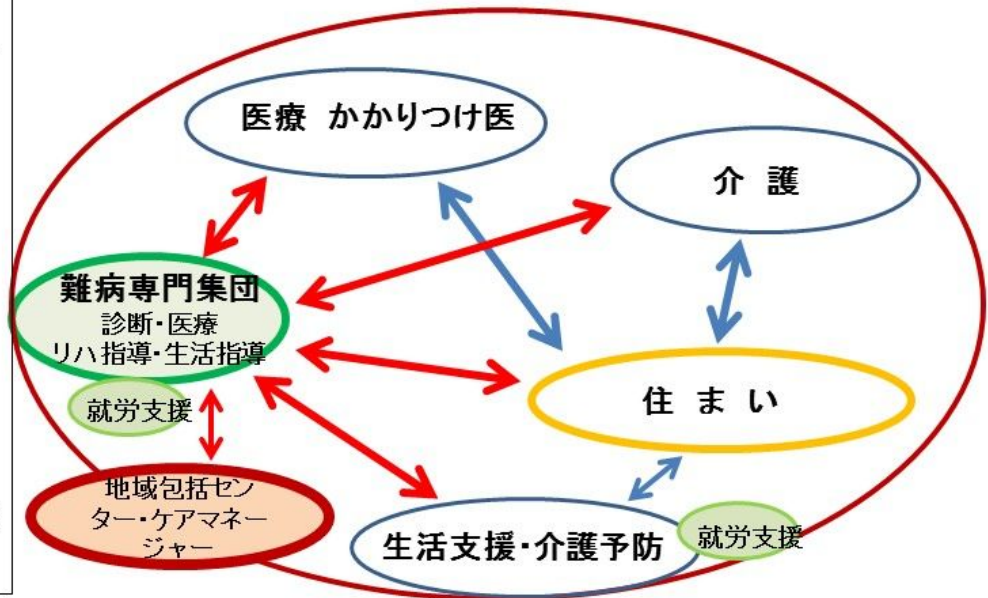 医療 かかりつけ医
介 護
難病専門集団
診断・医療
リハ指導・生活指導
就労支援
住 ま い
地域包括セン
ター・ケアマネー
ジャー
生活支援・介護予防
就労支援